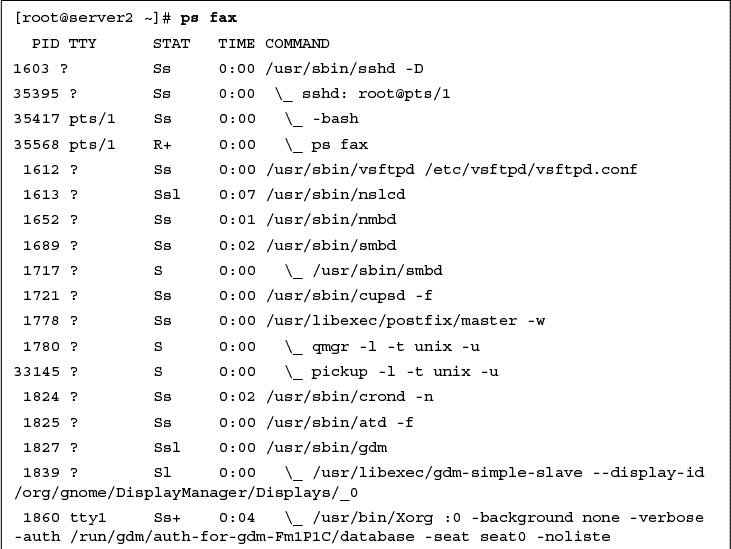 [root@server2 ~]# ps fax
PID TTY STAT TIME COMMAND
1603 ? Ss 0:00 /usr/sbin/sshd -D
35395 ? Ss 0:00 \_ sshd: root@pts/1
35417 pts/1 Ss 0:00 \_ -bash
35568 pts/1 R+ 0:00 \_ ps fax
1612 ? Ss 0:00 /usr/sbin/vsftpd /etc/vsftpd/vsftpd.conf
1613 ? Ssl 0:07 /usr/sbin/nslcd
1652 ? Ss 0:01 /usr/sbin/nmbd
1689 ? Ss 0:02 /usr/sbin/smbd
1717 ? S 0:00 \_ /usr/sbin/smbd
1721 ? Ss 0:00 /usr/sbin/cupsd -f
1778 ? Ss 0:00 /usr/libexec/postfix/master -w
1780 ? S 0:00 \_ qmgr -l -t unix -u
33145 ? S 0:00 \_ pickup -l -t unix -u
1824 ? Ss 0:02 /usr/sbin/crond -n
1825 ? Ss 0:00 /usr/sbin/atd -f
1827 ? Ssl 0:00 /usr/sbin/gdm
1839 ? Sl 0:00 \_ /usr/libexec/gdm-simple-slave --display-id
/org/gnome/DisplayManager/Displays/_0
1860 tty1 Ss+ 0:04 \_ /usr/bin/Xorg :0 -background none -verbose
-auth /run/gdm/auth-for-gdm-Fm1P1C/database -seat seat0 -noliste